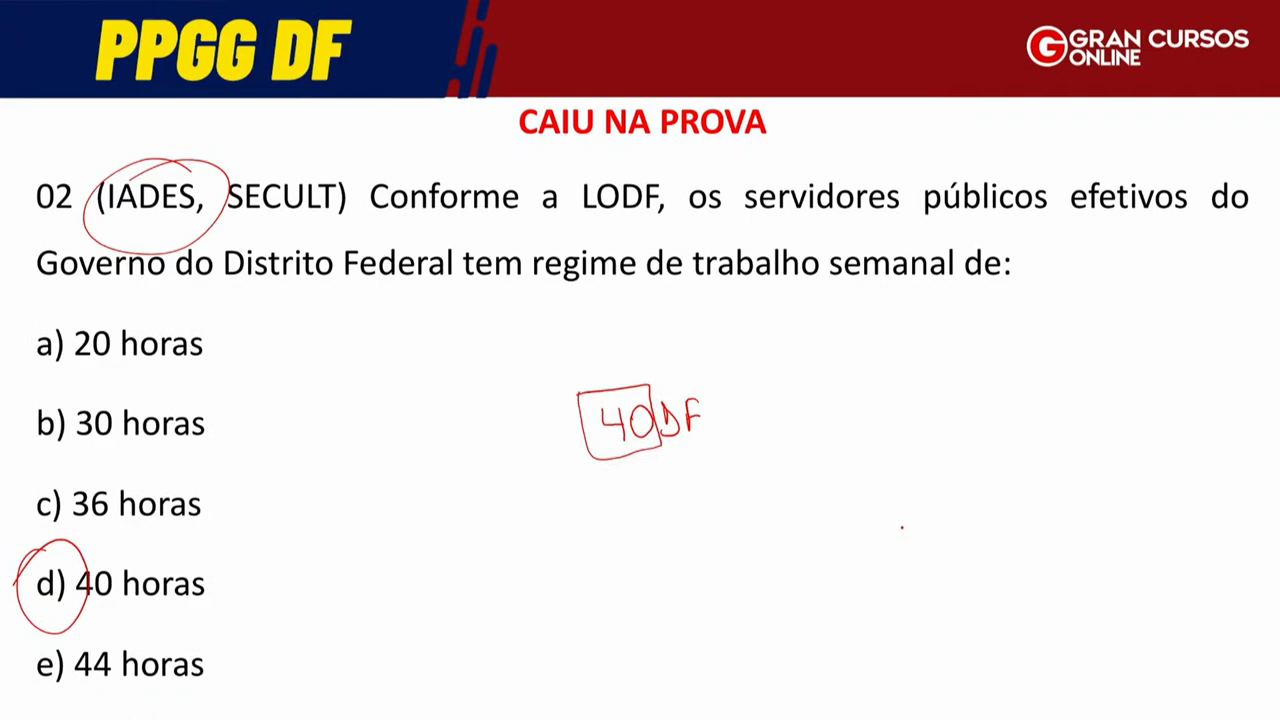 PPGG DF
GRAN CURSOS
ONLINE
CAIU NA PROVA
02 (IADES, SECULT) Conforme a LODF, os servidores públicos efetivos do
Governo do Distrito Federal tem regime de trabalho semanal de:
a) 20 horas
b) 30 horas
40 DF
c) 36 horas
d) 40 horas
e) 44 horas